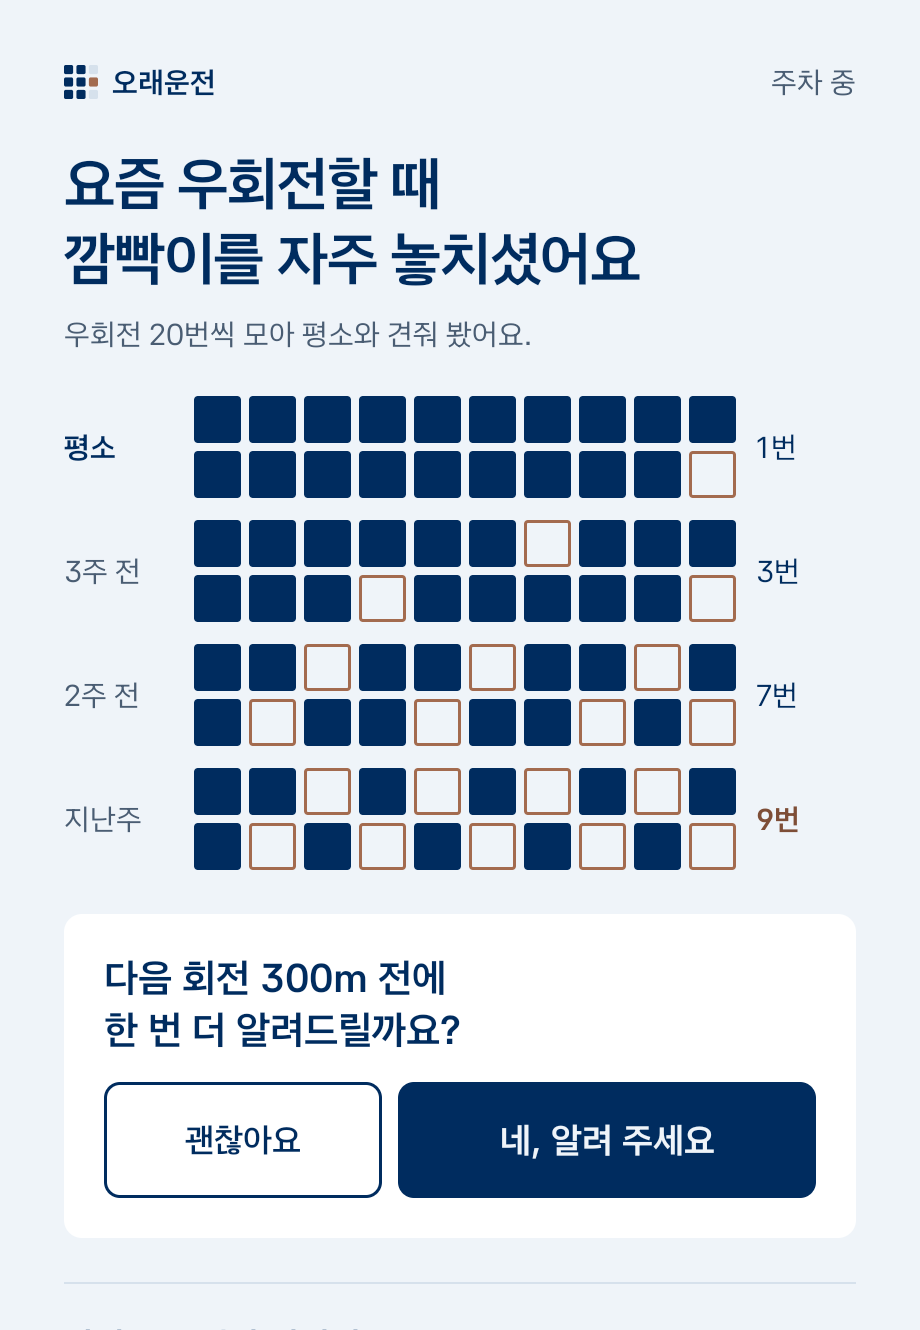 오래운전
주차 중
요즘 우회전할 때
깜빡이를 자주 놓치셨어요
우회전 20번씩 모아 평소와 견줘 봤어요.
평소
1번
3주 전
3번
2주 전
7번
지난주
9번
다음 회전 300m 전에
한 번 더 알려드릴까요?
괜찮아요
네, 알려 주세요